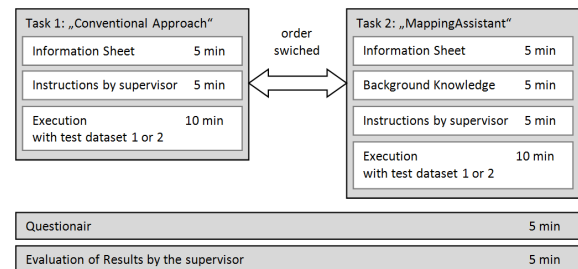 Task 1: „Conventional Approach“
Information Sheet 5 min
Instructions by supervisor 5 min
Execution 10 min
with test dataset 1 or 2
order
swiched
Task 2: „MappingAssistant“
Information Sheet 5 min
Background Knowledge 5 min
Instructions by supervisor 5 min
Execution 10 min
with test dataset 1 or 2
Questionair 5 min
Evaluation of Results by the supervisor 5 min